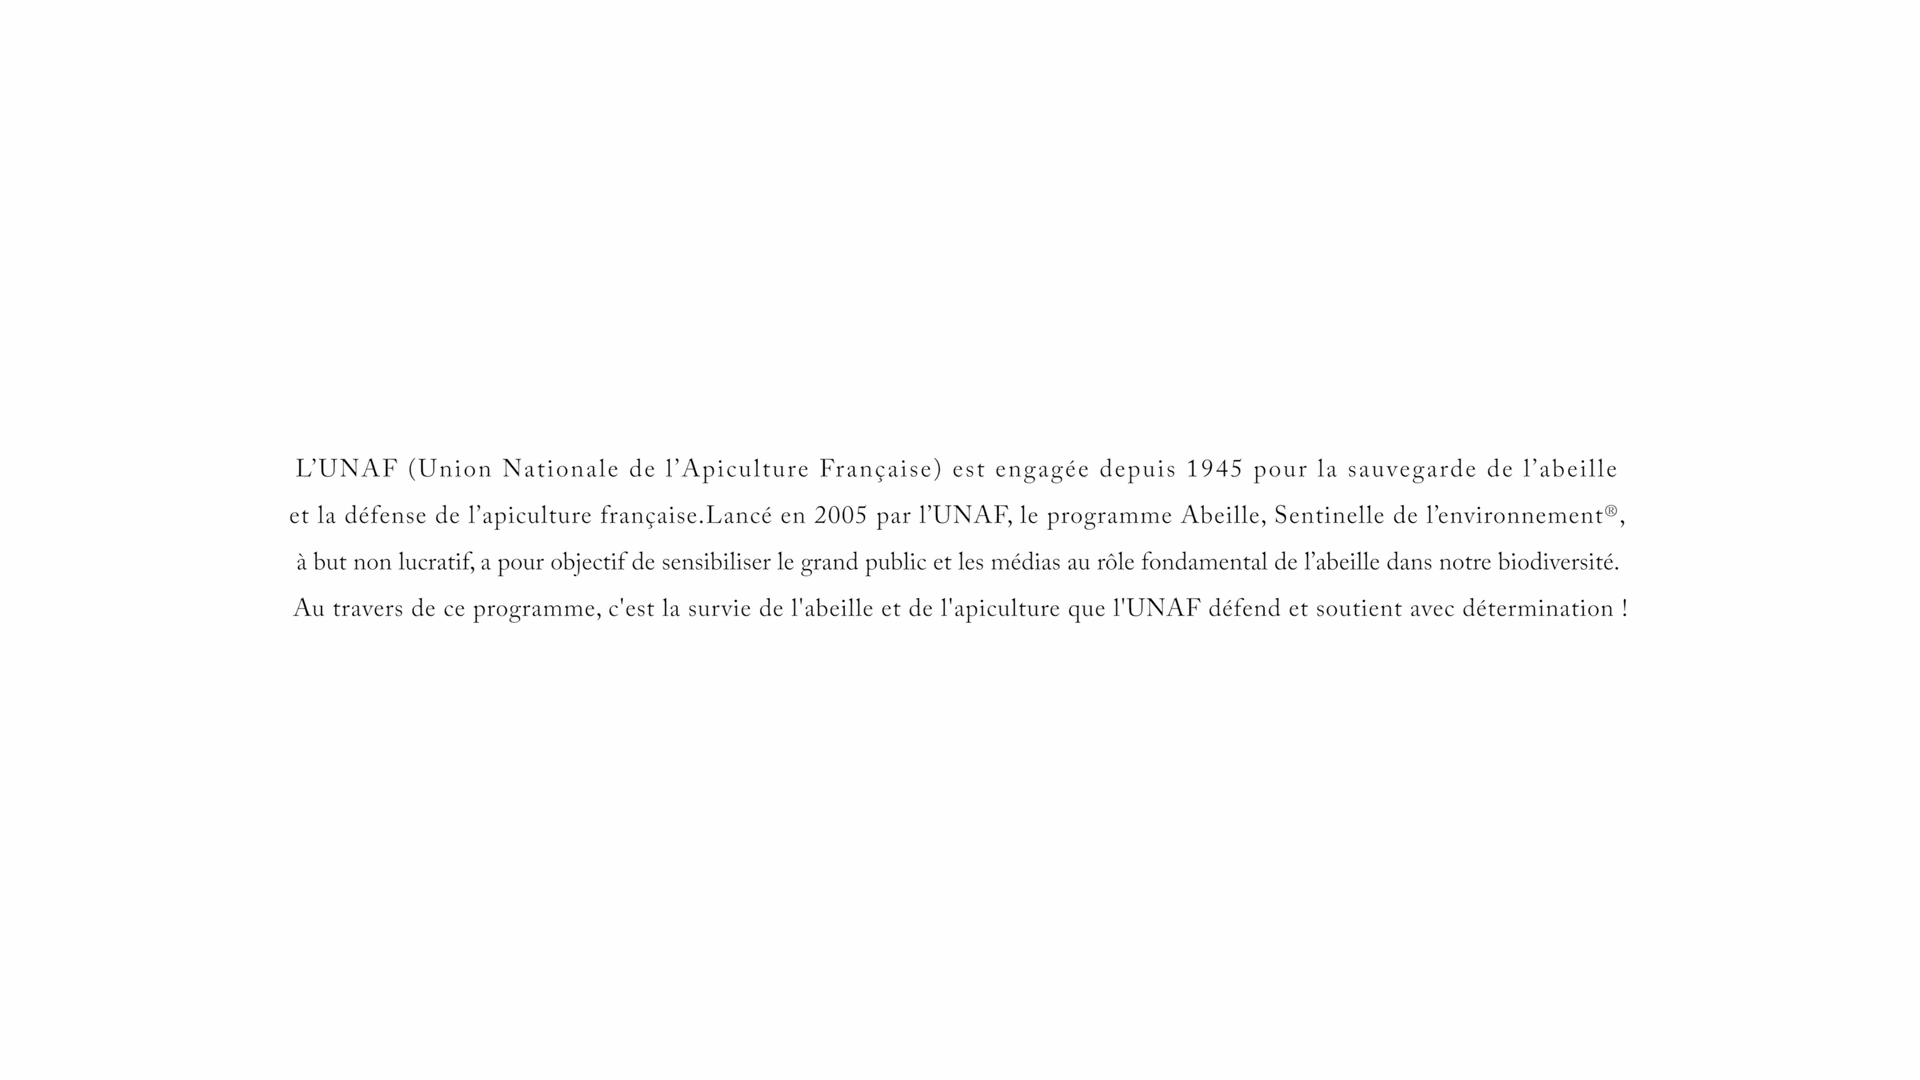 L’UNAF (Union Nationale de l’Apiculture Française) est engagée depuis 1945 pour la sauvegarde de l’abeille
et la défense de l’apiculture française.Lancé en 2005 par l’UNAF, le programme Abeille, Sentinelle de l’environnement®,
à but non lucratif, a pour objectif de sensibiliser le grand public et les médias au rôle fondamental de l’abeille dans notre biodiversité.
Au travers de ce programme, c'est la survie de l'abeille et de l'apiculture que l'UNAF défend et soutient avec détermination !